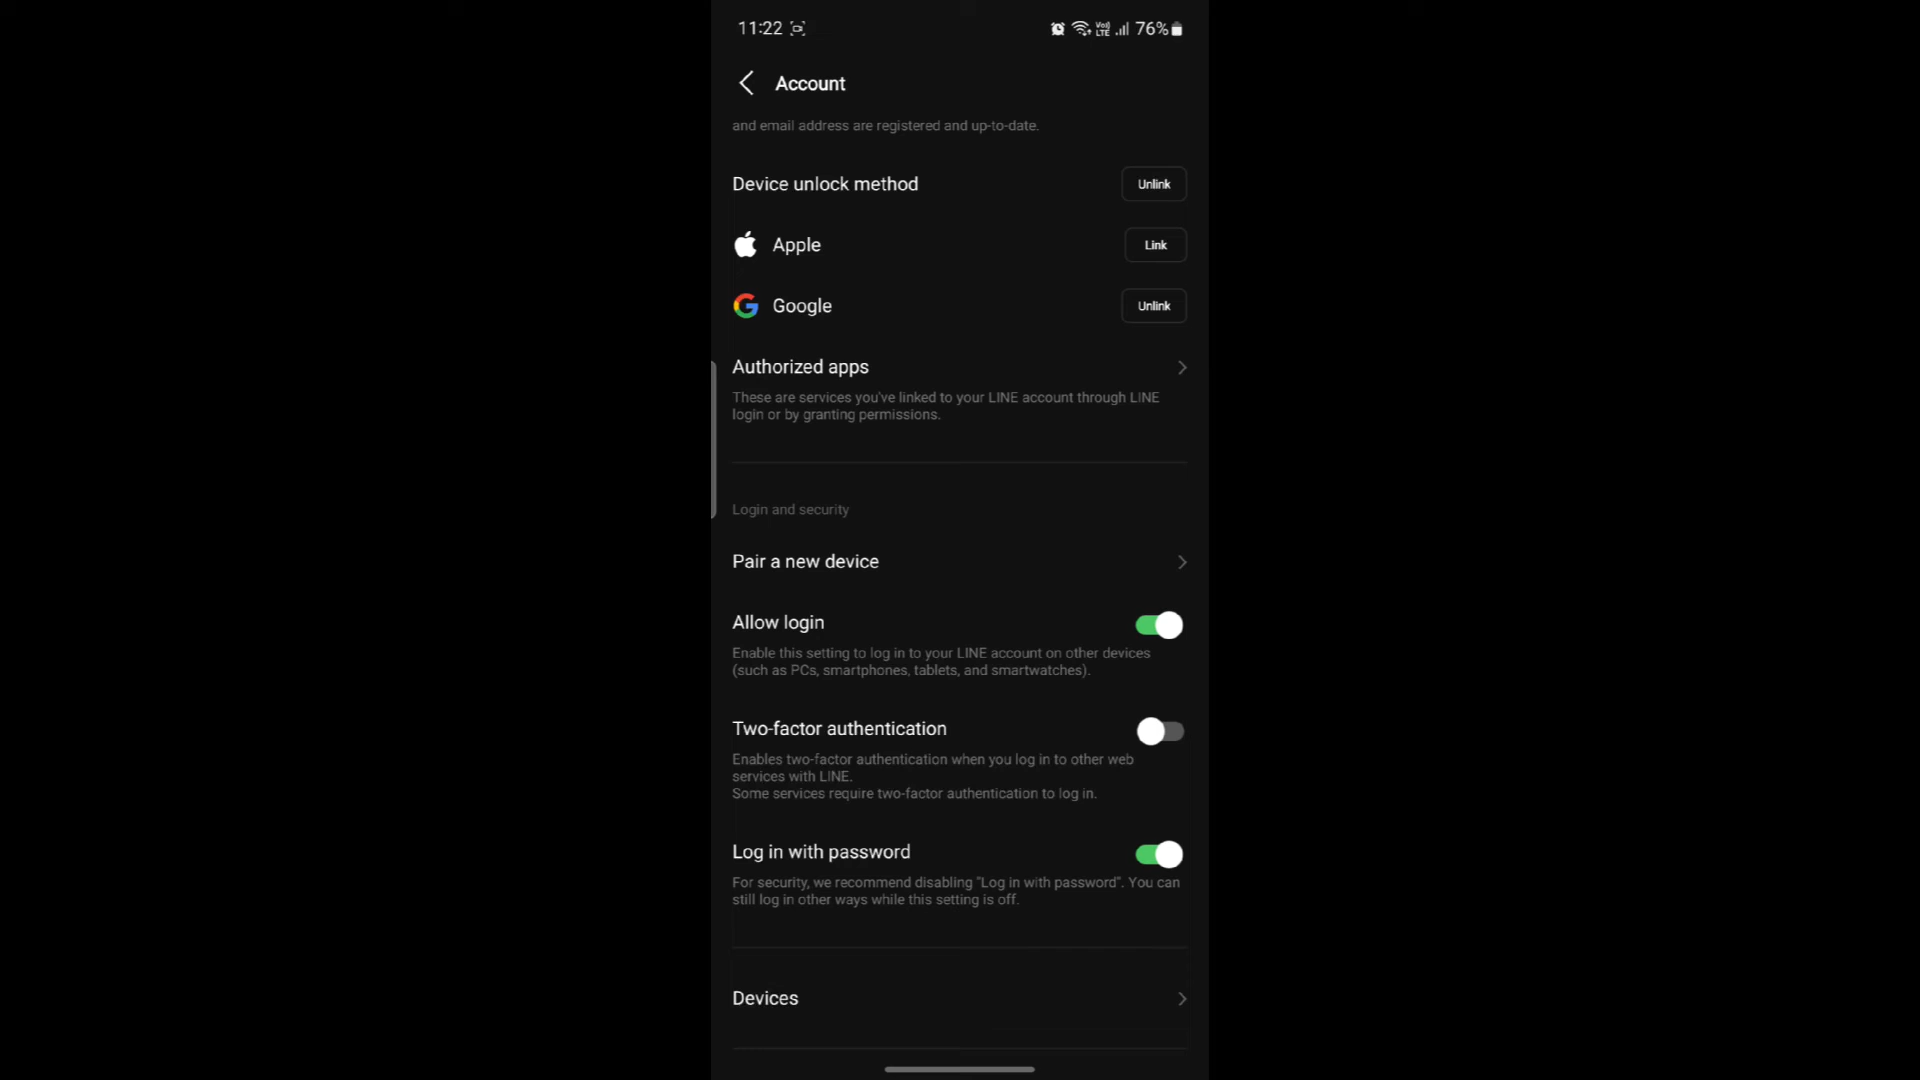 11:22
76%
Account
and email address are registered and up-to-date.
Device unlock method
Unlink
Apple
Link
Google
Unlink
Authorized apps
These are services you've linked to your LINE account through LINE
login or by granting permissions.
Login and security
Pair a new device
Allow login
Enable this setting to log in to your LINE account on other devices
(such as PCs, smartphones, tablets, and smartwatches).
Two-factor authentication
Enables two-factor authentication when you log in to other web
services with LINE.
Some services require two-factor authentication to log in.
Log in with password
For security, we recommend disabling "Log in with password". You can
still log in other ways while this setting is off.
Devices